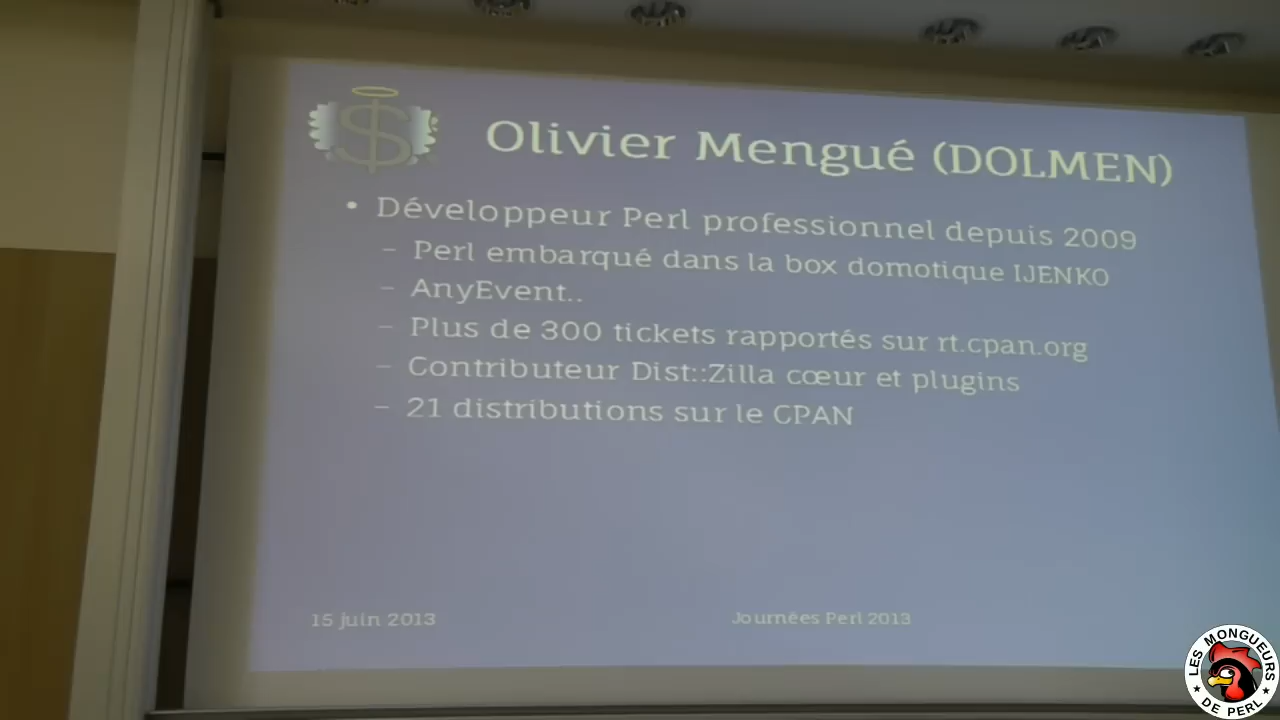 Olivier Mengué (DOLMEN)
• Développeur Perl professionnel depuis 2009
– Perl embarqué dans la box domotique IJENKO
– AnyEvent..
– Plus de 300 tickets rapportés sur rt.cpan.org
– Contributeur Dist::Zilla cœur et plugins
– 21 distributions sur le CPAN
15 juin 2013
Journées Perl 2013
LES MONGUEURS
★ DE PERL ★